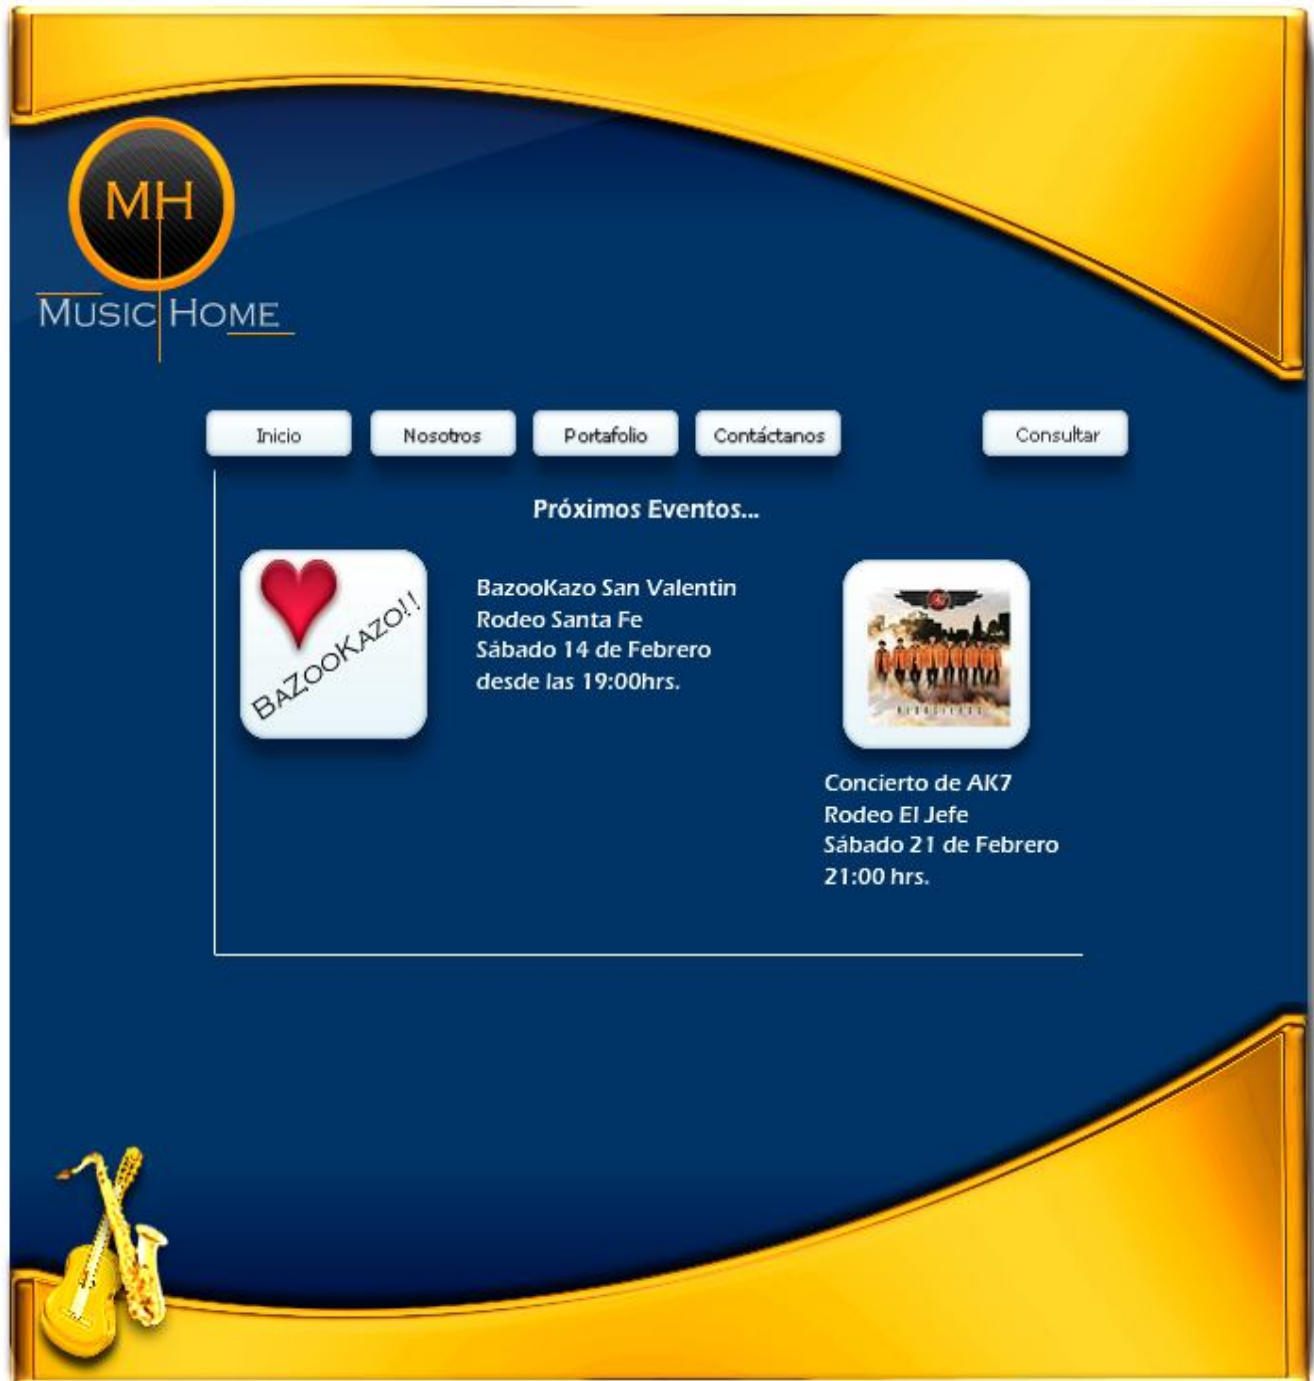 MH
MUSIC HOME
Inicio
Nosotros
Portafolio
Contáctanos
Consultar
Próximos Eventos...
BAZOOKAZO!!
BazooKazo San Valentin
Rodeo Santa Fe
Sábado 14 de Febrero
desde las 19:00hrs.
Concierto de AK7
Rodeo El Jefe
Sábado 21 de Febrero
21:00 hrs.